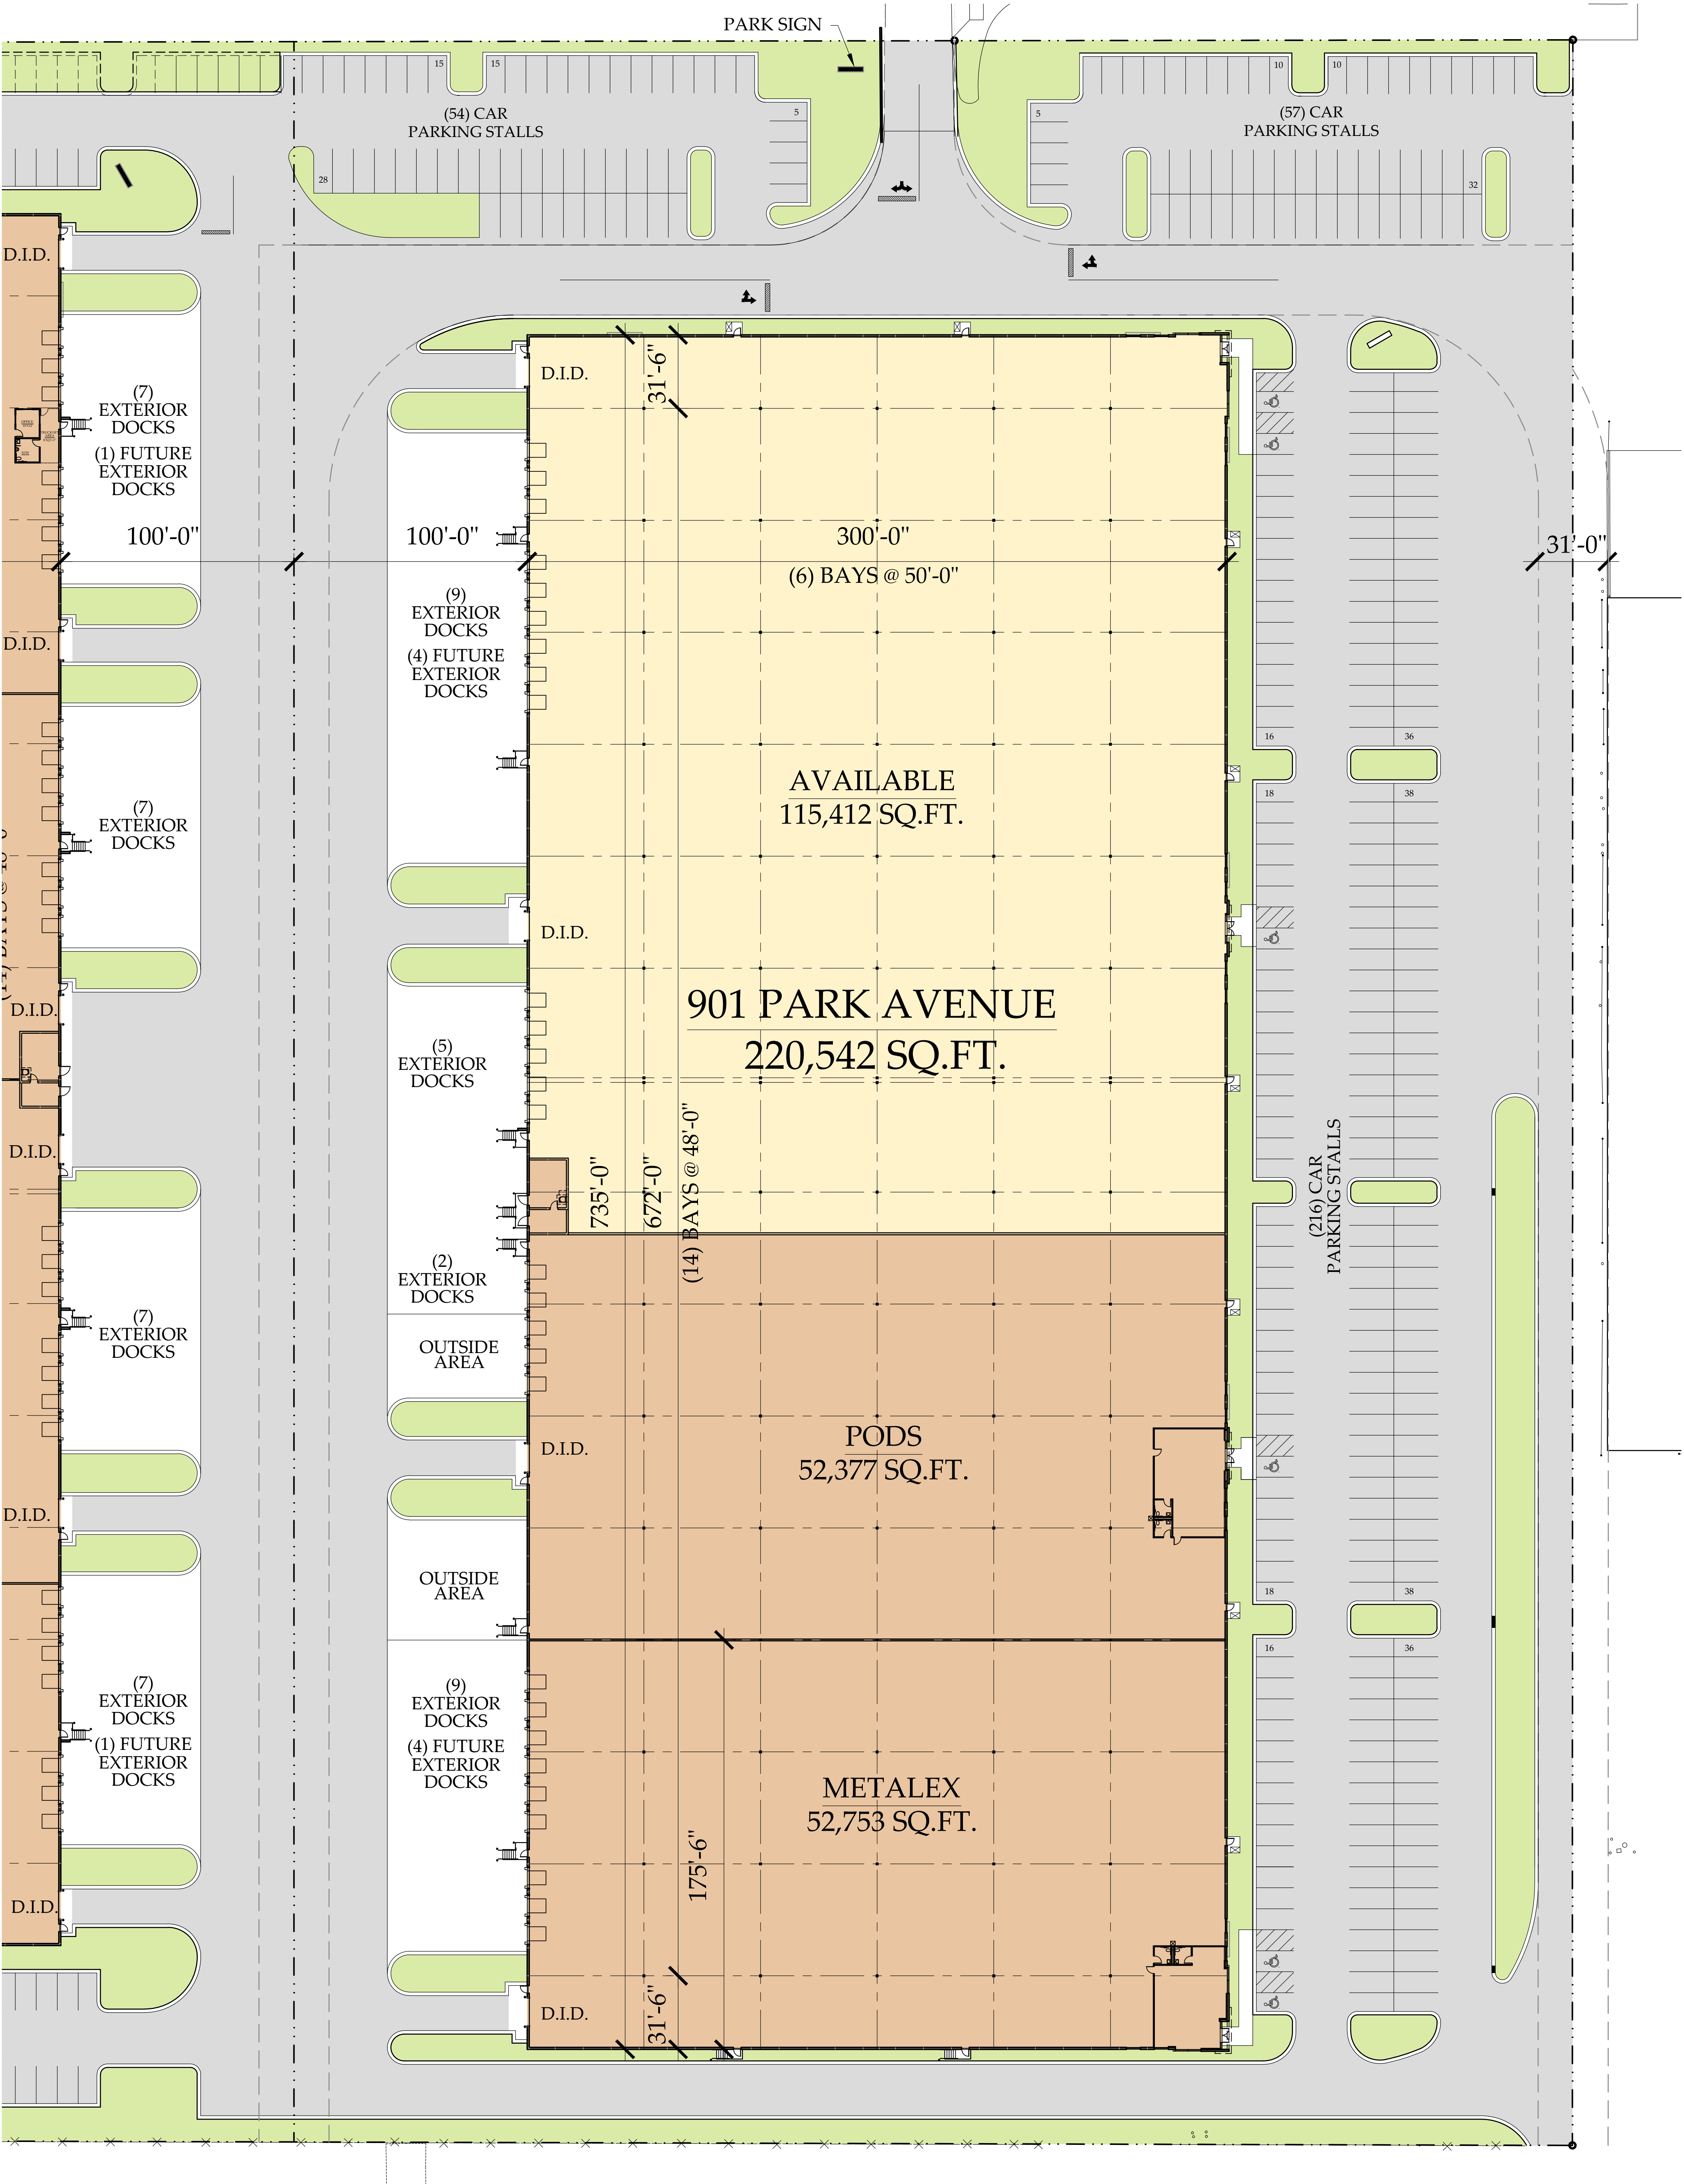 PARK SIGN
15
15
(54) CAR
PARKING STALLS
5
28
5
10
10
(57) CAR
PARKING STALLS
32
D.I.D.
(7)
EXTERIOR
DOCKS
(1) FUTURE
EXTERIOR
DOCKS
D.I.D.
31'-6"
100'-0"
100'-0"
300'-0"
(6) BAYS @ 50'-0"
31'-0"
(9)
EXTERIOR
DOCKS
(4) FUTURE
EXTERIOR
DOCKS
D.I.D.
16
36
AVAILABLE
115,412 SQ.FT.
18
38
(7)
EXTERIOR
DOCKS
D.I.D.
D.I.D.
901 PARK AVENUE
220,542 SQ.FT.
(5)
EXTERIOR
DOCKS
D.I.D.
735'-0"
672'-0"
(14) BAYS @ 48'-0"
(216) CAR
PARKING STALLS
(2)
EXTERIOR
DOCKS
(7)
EXTERIOR
DOCKS
OUTSIDE
AREA
D.I.D.
PODS
52,377 SQ.FT.
D.I.D.
OUTSIDE
AREA
18
38
16
36
(7)
EXTERIOR
DOCKS
(1) FUTURE
EXTERIOR
DOCKS
(9)
EXTERIOR
DOCKS
(4) FUTURE
EXTERIOR
DOCKS
METALEX
52,753 SQ.FT.
175'-6"
D.I.D.
D.I.D.
31'-6"